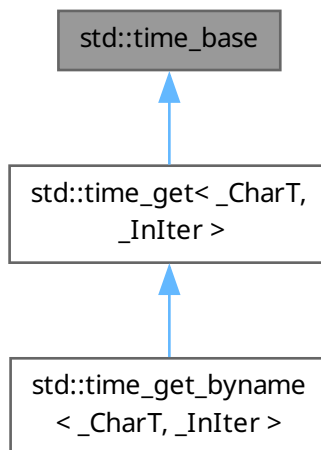 std::time_base
std::time_get< _CharT,
_InIter >
std::time_get_byname
< _CharT, _InIter >